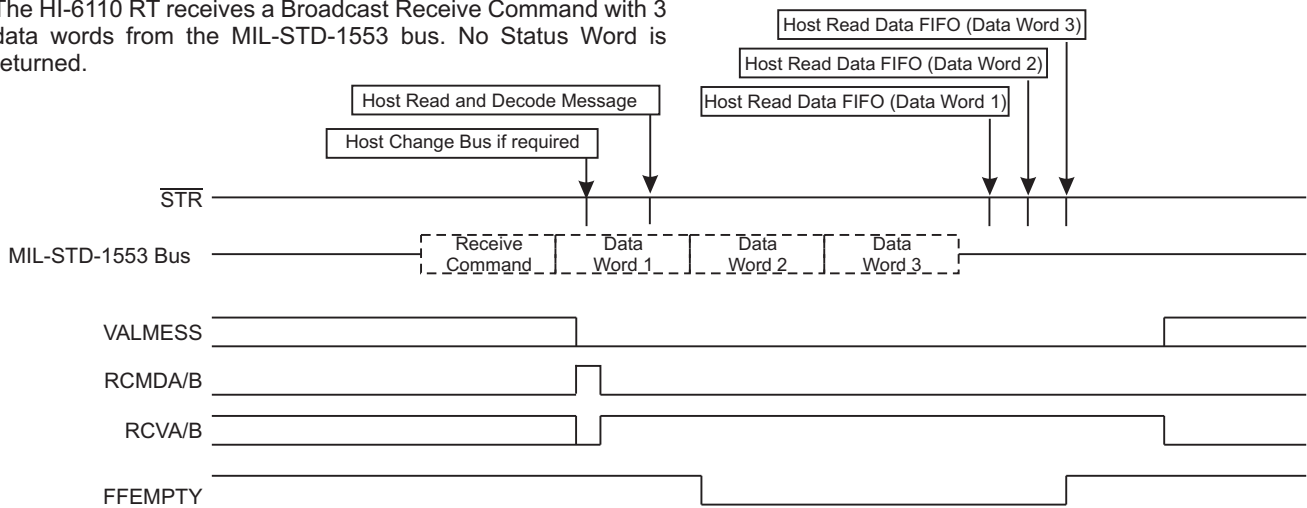 The HI-6110 RT receives a Broadcast Receive Command with 3
data words from the MIL-STD-1553 bus. No Status Word is
returned.
Host Read Data FIFO (Data Word 3)
Host Read Data FIFO (Data Word 2)
Host Read and Decode Message
Host Read Data FIFO (Data Word 1)
Host Change Bus if required
STR
MIL-STD-1553 Bus
Receive
Command
Data
Word 1
Data
Word 2
Data
Word 3
VALMESS
RCMDA/B
RCVA/B
FFEMPTY